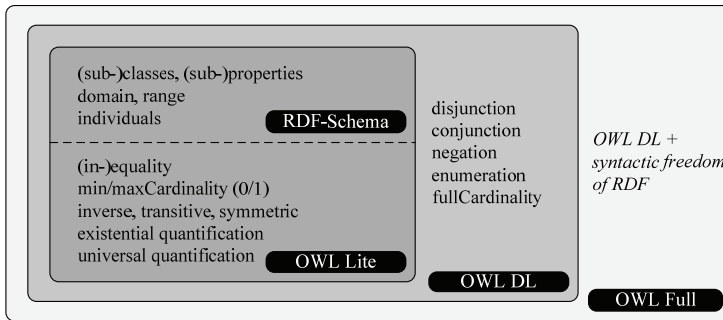 (sub-)classes, (sub-)properties
domain, range
individuals
RDF-Schema
(in-)equality
min/maxCardinality (0/1)
inverse, transitive, symmetric
existential quantification
universal quantification
OWL Lite
disjunction
conjunction
negation
enumeration
fullCardinality
OWL DL
OWL DL +
syntactic freedom
of RDF
OWL Full